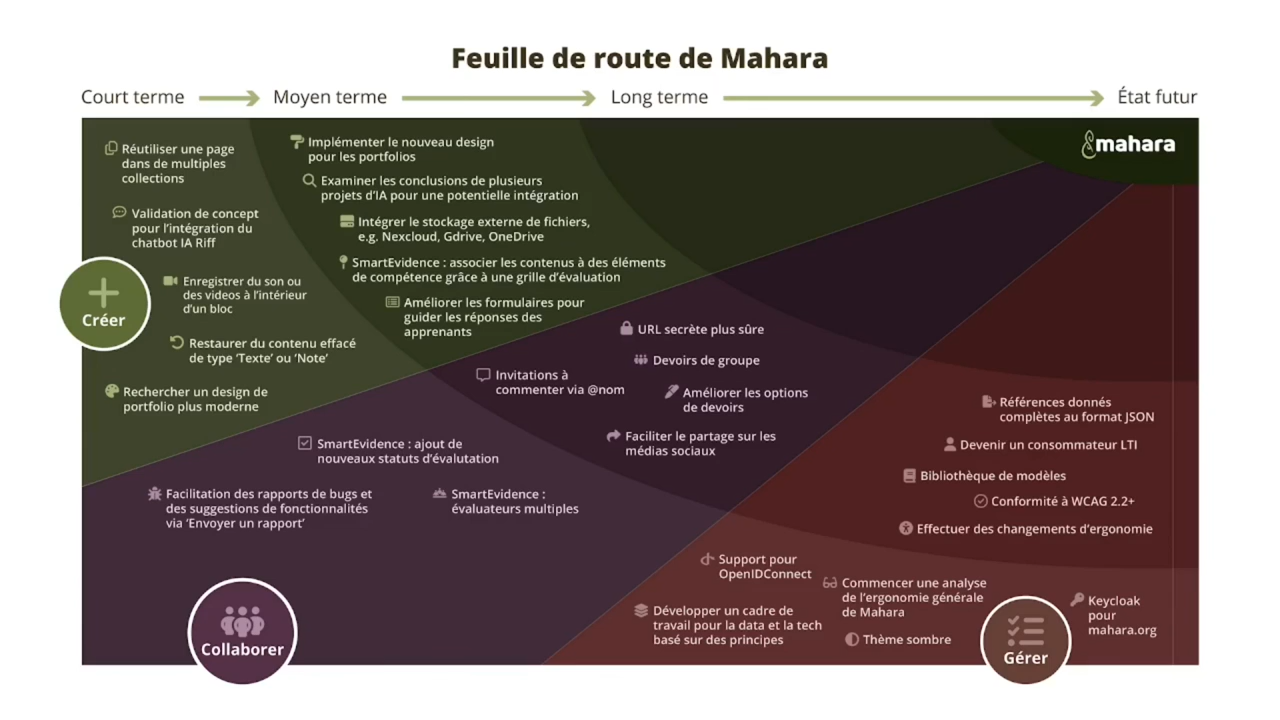 Feuille de route de Mahara
Court terme
Moyen terme
Long terme
État futur
mahara
Réutiliser une page
dans de multiples
collections
Validation de concept
pour l'intégration du
chatbot IA Riff
Enregistrer du son ou
des videos à l'intérieur
d'un bloc
Restaurer du contenu effacé
de type 'Texte' ou 'Note'
Rechercher un design de
portfolio plus moderne
Créer
Implémenter le nouveau design
pour les portfolios
Examiner les conclusions de plusieurs
projets d'IA pour une potentielle intégration
Intégrer le stockage externe de fichiers,
e.g. Nexcloud, Gdrive, OneDrive
SmartEvidence : associer les contenus à des éléments
de compétence grâce à une grille d'évaluation
Améliorer les formulaires pour
guider les réponses des
apprenants
URL secrète plus sûre
Devoirs de groupe
Invitations à
commenter via @nom
Améliorer les options
de devoirs
Faciliter le partage sur les
médias sociaux
SmartEvidence : ajout de
nouveaux statuts d'évalutation
Facilitation des rapports de bugs et
des suggestions de fonctionnalités
via 'Envoyer un rapport'
SmartEvidence :
évaluateurs multiples
Collaborer
Références donnés
complètes au format JSON
Devenir un consommateur LTI
Bibliothèque de modèles
Conformité à WCAG 2.2+
Effectuer des changements d'ergonomie
Support pour
OpenIDConnect
Commencer une analyse
de l'ergonomie générale
de Mahara
Développer un cadre de
travail pour la data et la tech
basé sur des principes
Thème sombre
Keycloak
pour
mahara.org
Gérer